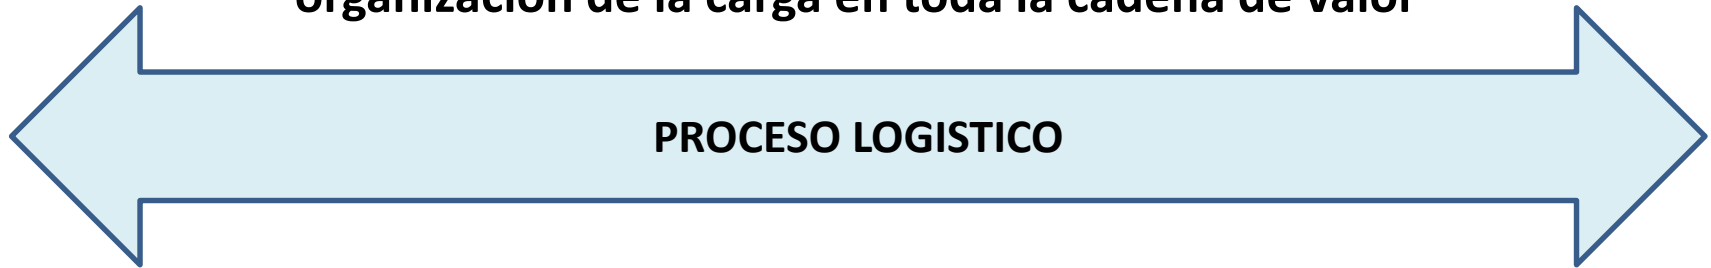 organización de la carga en toda la cadena de valor
PROCESO LOGISTICO